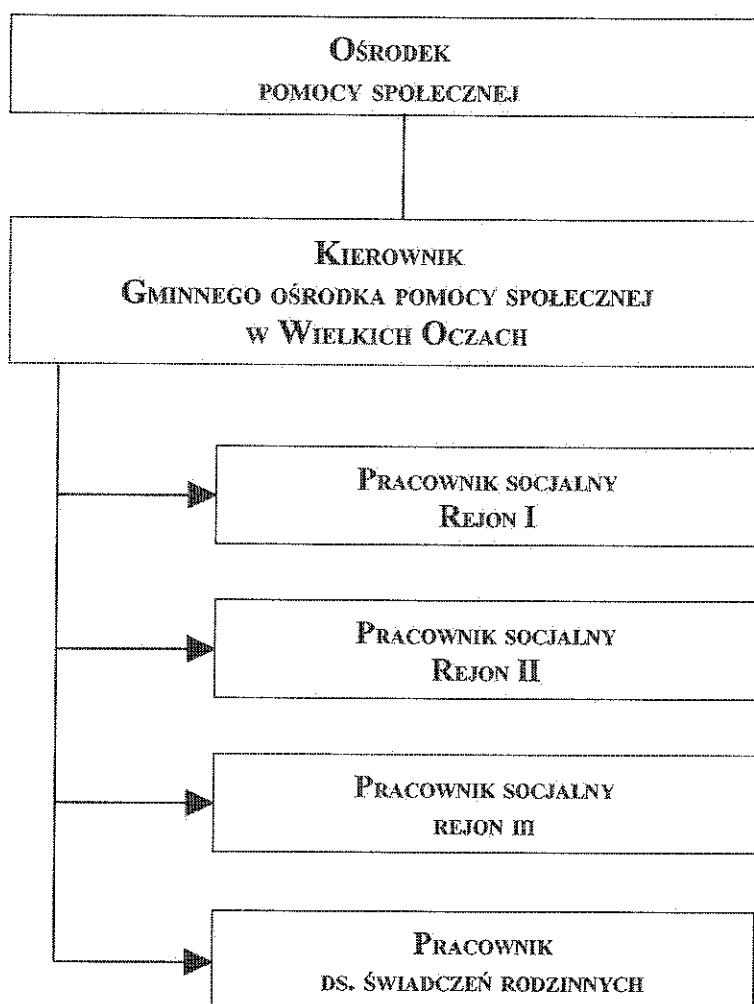 Ośrodek
pomocy społecznej
Kierownik
Gminnego ośrodka pomocy społecznej
w Wielkich Oczach
Pracownik socjalny
Rejon I
Pracownik socjalny
Rejon II
Pracownik socjalny
rejon iii
Pracownik
ds. świadczeń rodzinnych